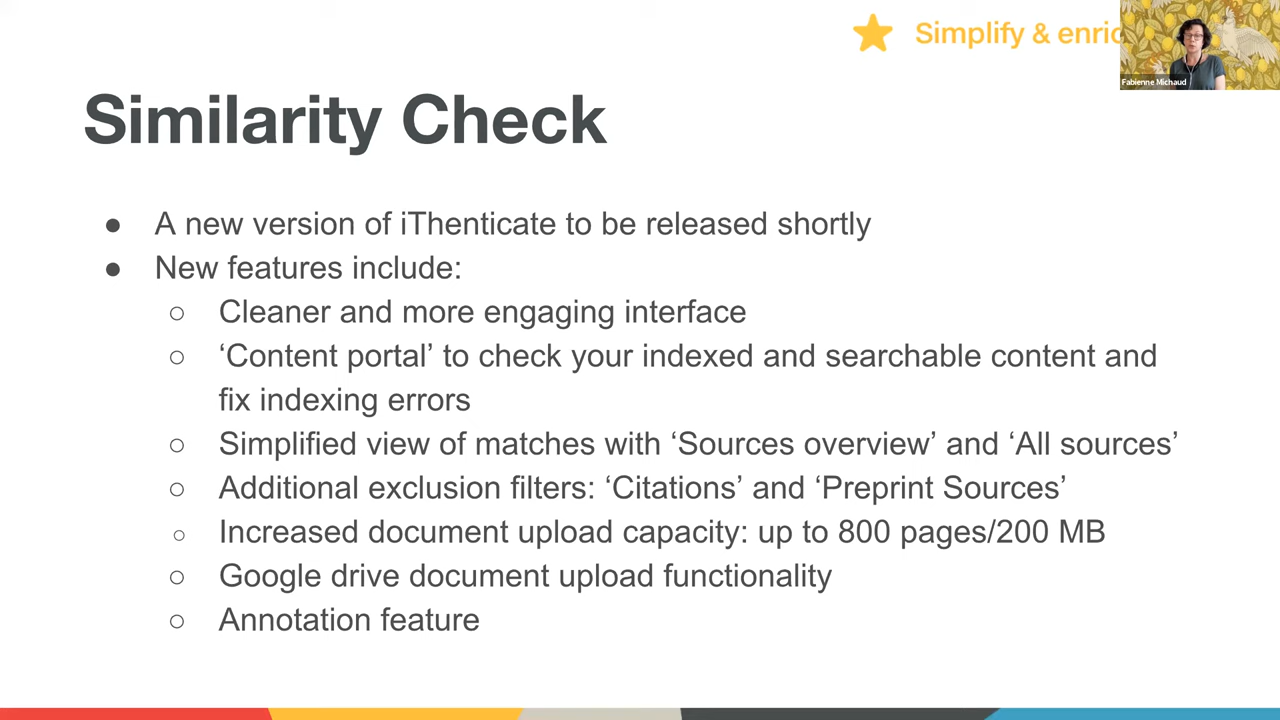 Simplify & enric
Fabienne Michaud
Similarity Check
● A new version of iThenticate to be released shortly
● New features include:
○ Cleaner and more engaging interface
○ ‘Content portal’ to check your indexed and searchable content and
fix indexing errors
○ Simplified view of matches with ‘Sources overview’ and ‘All sources’
○ Additional exclusion filters: ‘Citations’ and ‘Preprint Sources’
○ Increased document upload capacity: up to 800 pages/200 MB
○ Google drive document upload functionality
○ Annotation feature